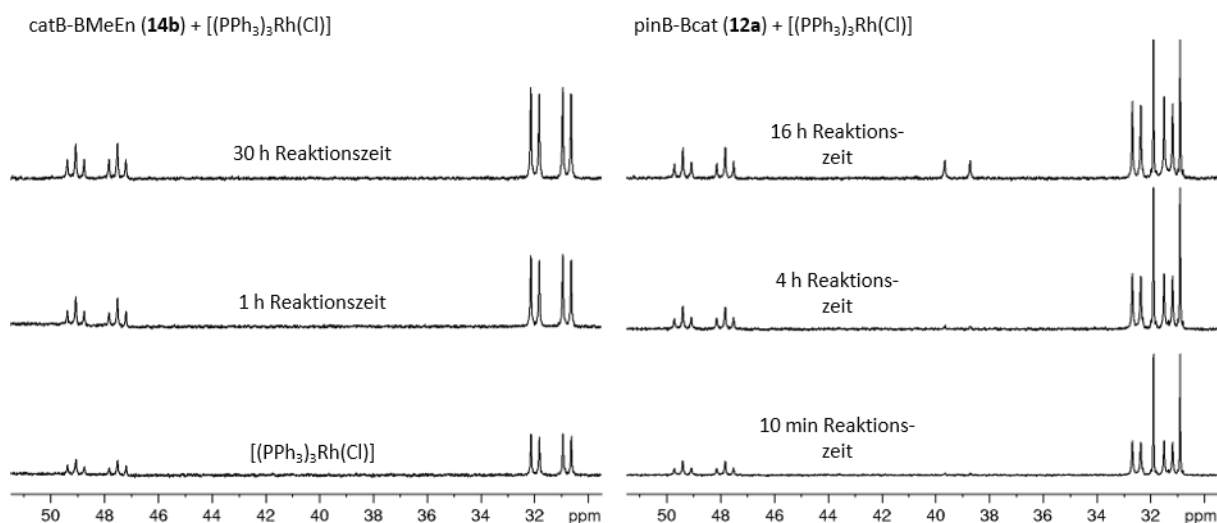 catB-BMeEn (14b) + [(PPh₃)₃Rh(Cl)]
30 h Reaktionszeit
1 h Reaktionszeit
[(PPh₃)₃Rh(Cl)]
50 48 46 44 42 40 38 36 34 32 ppm
pinB-Bcat (12a) + [(PPh₃)₃Rh(Cl)]
16 h Reaktions-
zeit
4 h Reaktions-
zeit
10 min Reaktions-
zeit
50 48 46 44 42 40 38 36 34 32 ppm